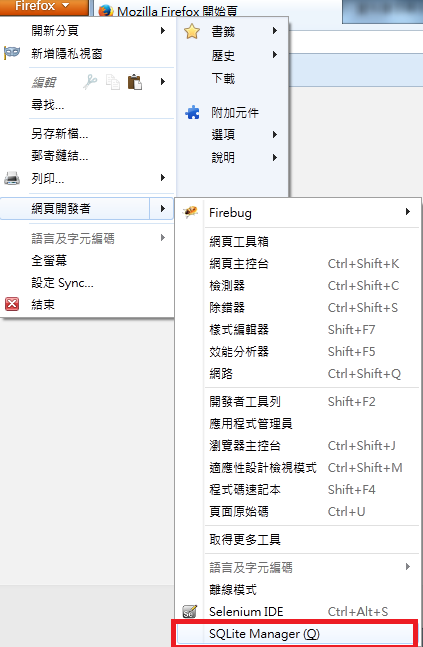 Firefox
Mozilla Firefox 開始頁
開新分頁
新增隱私視窗
編輯
尋找...
另存新檔...
郵寄鏈結...
列印...
網頁開發者
語言及字元編碼
全螢幕
設定 Sync...
結束
書籤
歷史
下載
附加元件
選項
說明
Firebug
網頁工具箱
網頁主控台 Ctrl+Shift+K
檢測器 Ctrl+Shift+C
除錯器 Ctrl+Shift+S
樣式編輯器 Shift+F7
效能分析器 Shift+F5
網路 Ctrl+Shift+Q
開發者工具列 Shift+F2
應用程式管理員
瀏覽器主控台 Ctrl+Shift+J
適應性設計檢視模式 Ctrl+Shift+M
程式碼速記本 Shift+F4
頁面原始碼 Ctrl+U
取得更多工具
語言及字元編碼
離線模式
Selenium IDE Ctrl+Alt+S
SQLite Manager (Q)